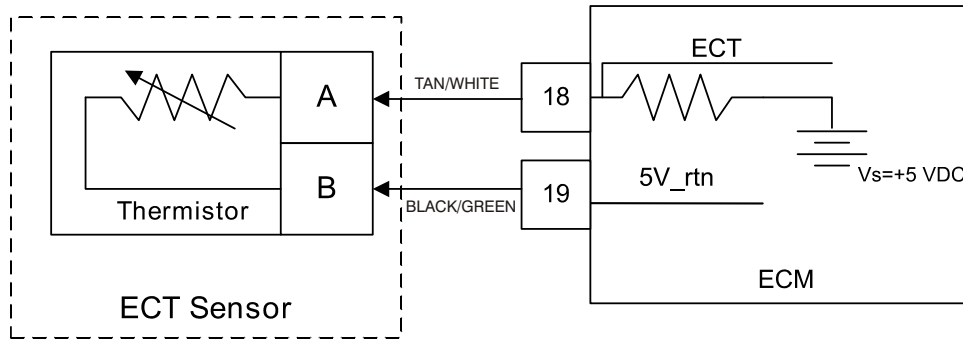 ECT
A
TAN/WHITE
18
B
BLACK/GREEN
19
5V_rtn
Vs=+5 VDC
Thermistor
ECM
ECT Sensor